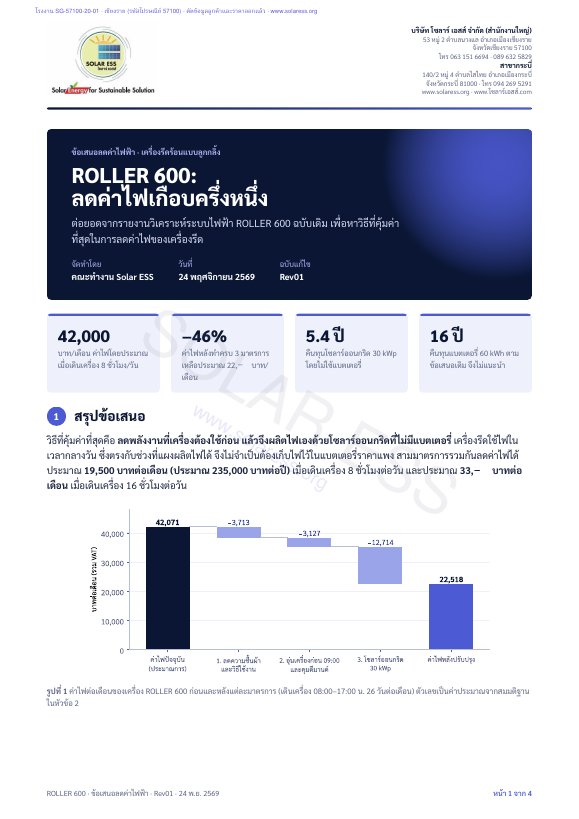 โรงงาน SG-57100-20-01 · เชียงราย (รหัสไปรษณีย์ 57100) · คัดชื่อลูกค้าและราคาออกแล้ว · www.solaress.org
SOLAR ESS
SolarEnergy for Sustainable Solution
บริษัท โซลาร์ เอสส์ จำกัด (สำนักงานใหญ่)
53 หมู่ 2 ตำบลนางแล อำเภอเมืองเชียงราย
จังหวัดเชียงราย 57100
โทร 063 151 6694 · 089 632 5829
สาขากระบี่
140/2 หมู่ 4 ตำบลไสไทย อำเภอเมืองกระบี่
จังหวัดกระบี่ 81000 · โทร 094 269 5291
www.solaress.org · www.โซลาร์เอสส์.com
ข้อเสนอลดค่าไฟฟ้า · เครื่องรีดร้อนแบบลูกกลิ้ง
ROLLER 600:
ลดค่าไฟเกือบครึ่งหนึ่ง
ต่อยอดจากรายงานวิเคราะห์ระบบไฟฟ้า ROLLER 600 ฉบับเดิม เพื่อหาวิธีที่คุ้มค่า
ที่สุดในการลดค่าไฟของเครื่องรีด
จัดทำโดย วันที่ ฉบับแก้ไข
คณะทำงาน Solar ESS 24 พฤศจิกายน 2569 Rev01
42,000 −46% 5.4 ปี 16 ปี
บาท/เดือน ค่าไฟโดยประมาณ ค่าไฟหลังทำครบ 3 มาตรการ คืนทุนโซลาร์ออนกริด 30 kWp คืนทุนแบตเตอรี่ 60 kWh ตาม
เมื่อเดินเครื่อง 8 ชั่วโมง/วัน เหลือประมาณ 22,— บาท/ โดยไม่ใช้แบตเตอรี่ ข้อเสนอเดิม จึงไม่แนะนำ
เดือน
SOLAR ESS
1 สรุปข้อเสนอ
วิธีที่คุ้มค่าที่สุดคือ ลดพลังงานที่เครื่องต้องใช้ก่อน แล้วจึงผลิตไฟเองด้วยโซลาร์ออนกริดที่ไม่มีแบตเตอรี่ เครื่องรีดใช้ไฟใน
เวลากลางวัน ซึ่งตรงกับช่วงที่แผงผลิตไฟได้ จึงไม่จำเป็นต้องเก็บไฟไว้ในแบตเตอรี่ราคาแพง สามมาตรการรวมกันลดค่าไฟได้
ประมาณ 19,500 บาทต่อเดือน (ประมาณ 235,000 บาทต่อปี) เมื่อเดินเครื่อง 8 ชั่วโมงต่อวัน และประมาณ 33,— บาทต่อ
เดือน เมื่อเดินเครื่อง 16 ชั่วโมงต่อวัน
บาทต่อเดือน (รวม VAT)
40,000
30,000
20,000
10,000
0
42,071 −3,713 −3,127 −12,714 22,518
ค่าไฟปัจจุบัน 1. ลดความชื้นผ้า 2. อุ่นเครื่องก่อน 09:00 3. โซลาร์ออนกริด ค่าไฟหลังปรับปรุง
(ประมาณการ) และวิธีใช้งาน และคุมดีมานด์ 30 kWp
รูปที่ 1 ค่าไฟต่อเดือนของเครื่อง ROLLER 600 ก่อนและหลังแต่ละมาตรการ (เดินเครื่อง 08:00–17:00 น. 26 วันต่อเดือน) ตัวเลขเป็นค่าประมาณจากสมมติฐาน
ในหัวข้อ 2
ROLLER 600 · ข้อเสนอลดค่าไฟฟ้า · Rev01 · 24 พ.ย. 2569 หน้า 1 จาก 4